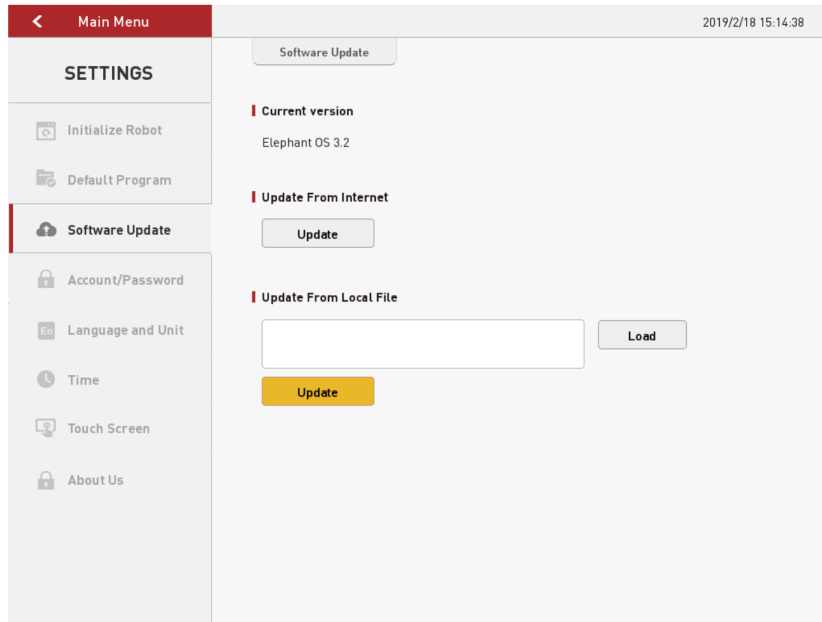 Main Menu
2019/2/18 15:14:38
SETTINGS
Initialize Robot
Default Program
Software Update
Account/Password
En
Language and Unit
Time
Touch Screen
About Us
Software Update
Current version
Elephant OS 3.2
Update From Internet
Update
Update From Local File
Load
Update